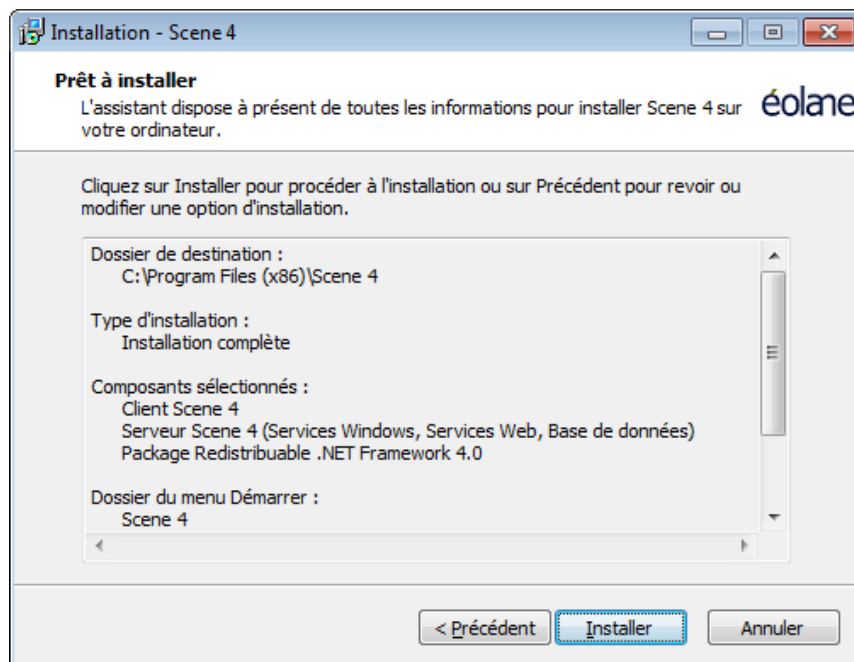 Installation - Scene 4
Prêt à installer
L'assistant dispose à présent de toutes les informations pour installer Scene 4 sur
votre ordinateur.
éolane
Cliquez sur Installer pour procéder à l'installation ou sur Précédent pour revoir ou
modifier une option d'installation.
Dossier de destination :
C:\Program Files (x86)\Scene 4
Type d'installation :
Installation complète
Composants sélectionnés :
Client Scene 4
Serveur Scene 4 (Services Windows, Services Web, Base de données)
Package Redistribuable .NET Framework 4.0
Dossier du menu Démarrer :
Scene 4
< Précédent
Installer
Annuler